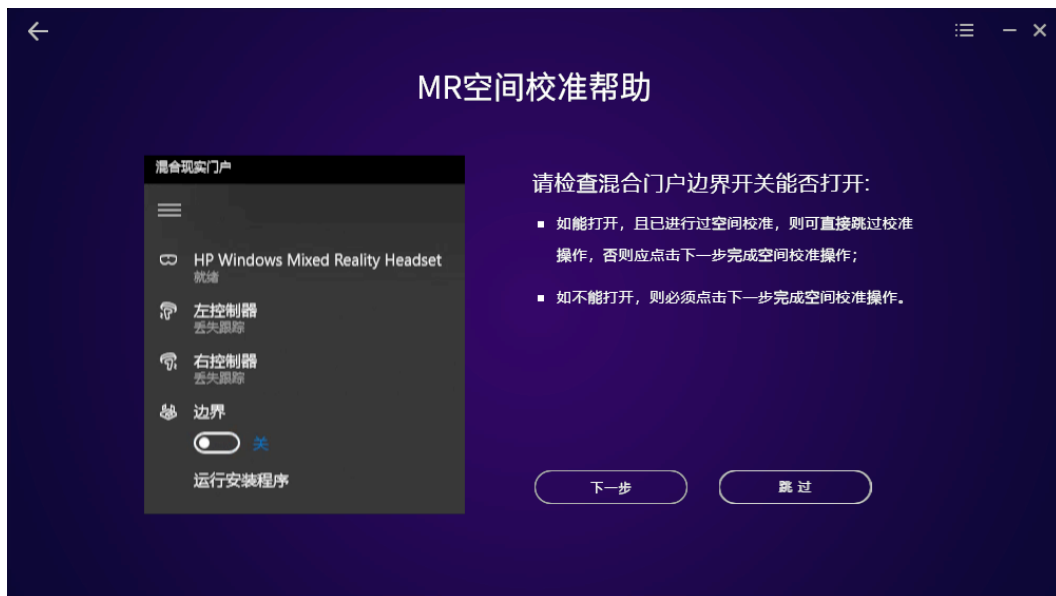 MR空间校准帮助
混合现实门户
HP Windows Mixed Reality Headset
就绪
左控制器
丢失跟踪
右控制器
丢失跟踪
边界
关
运行安装程序
请检查混合门户边界开关能否打开:
如能打开，且已进行过空间校准，则可直接跳过校准
操作，否则应点击下一步完成空间校准操作；
如不能打开，则必须点击下一步完成空间校准操作。
下一步
跳过